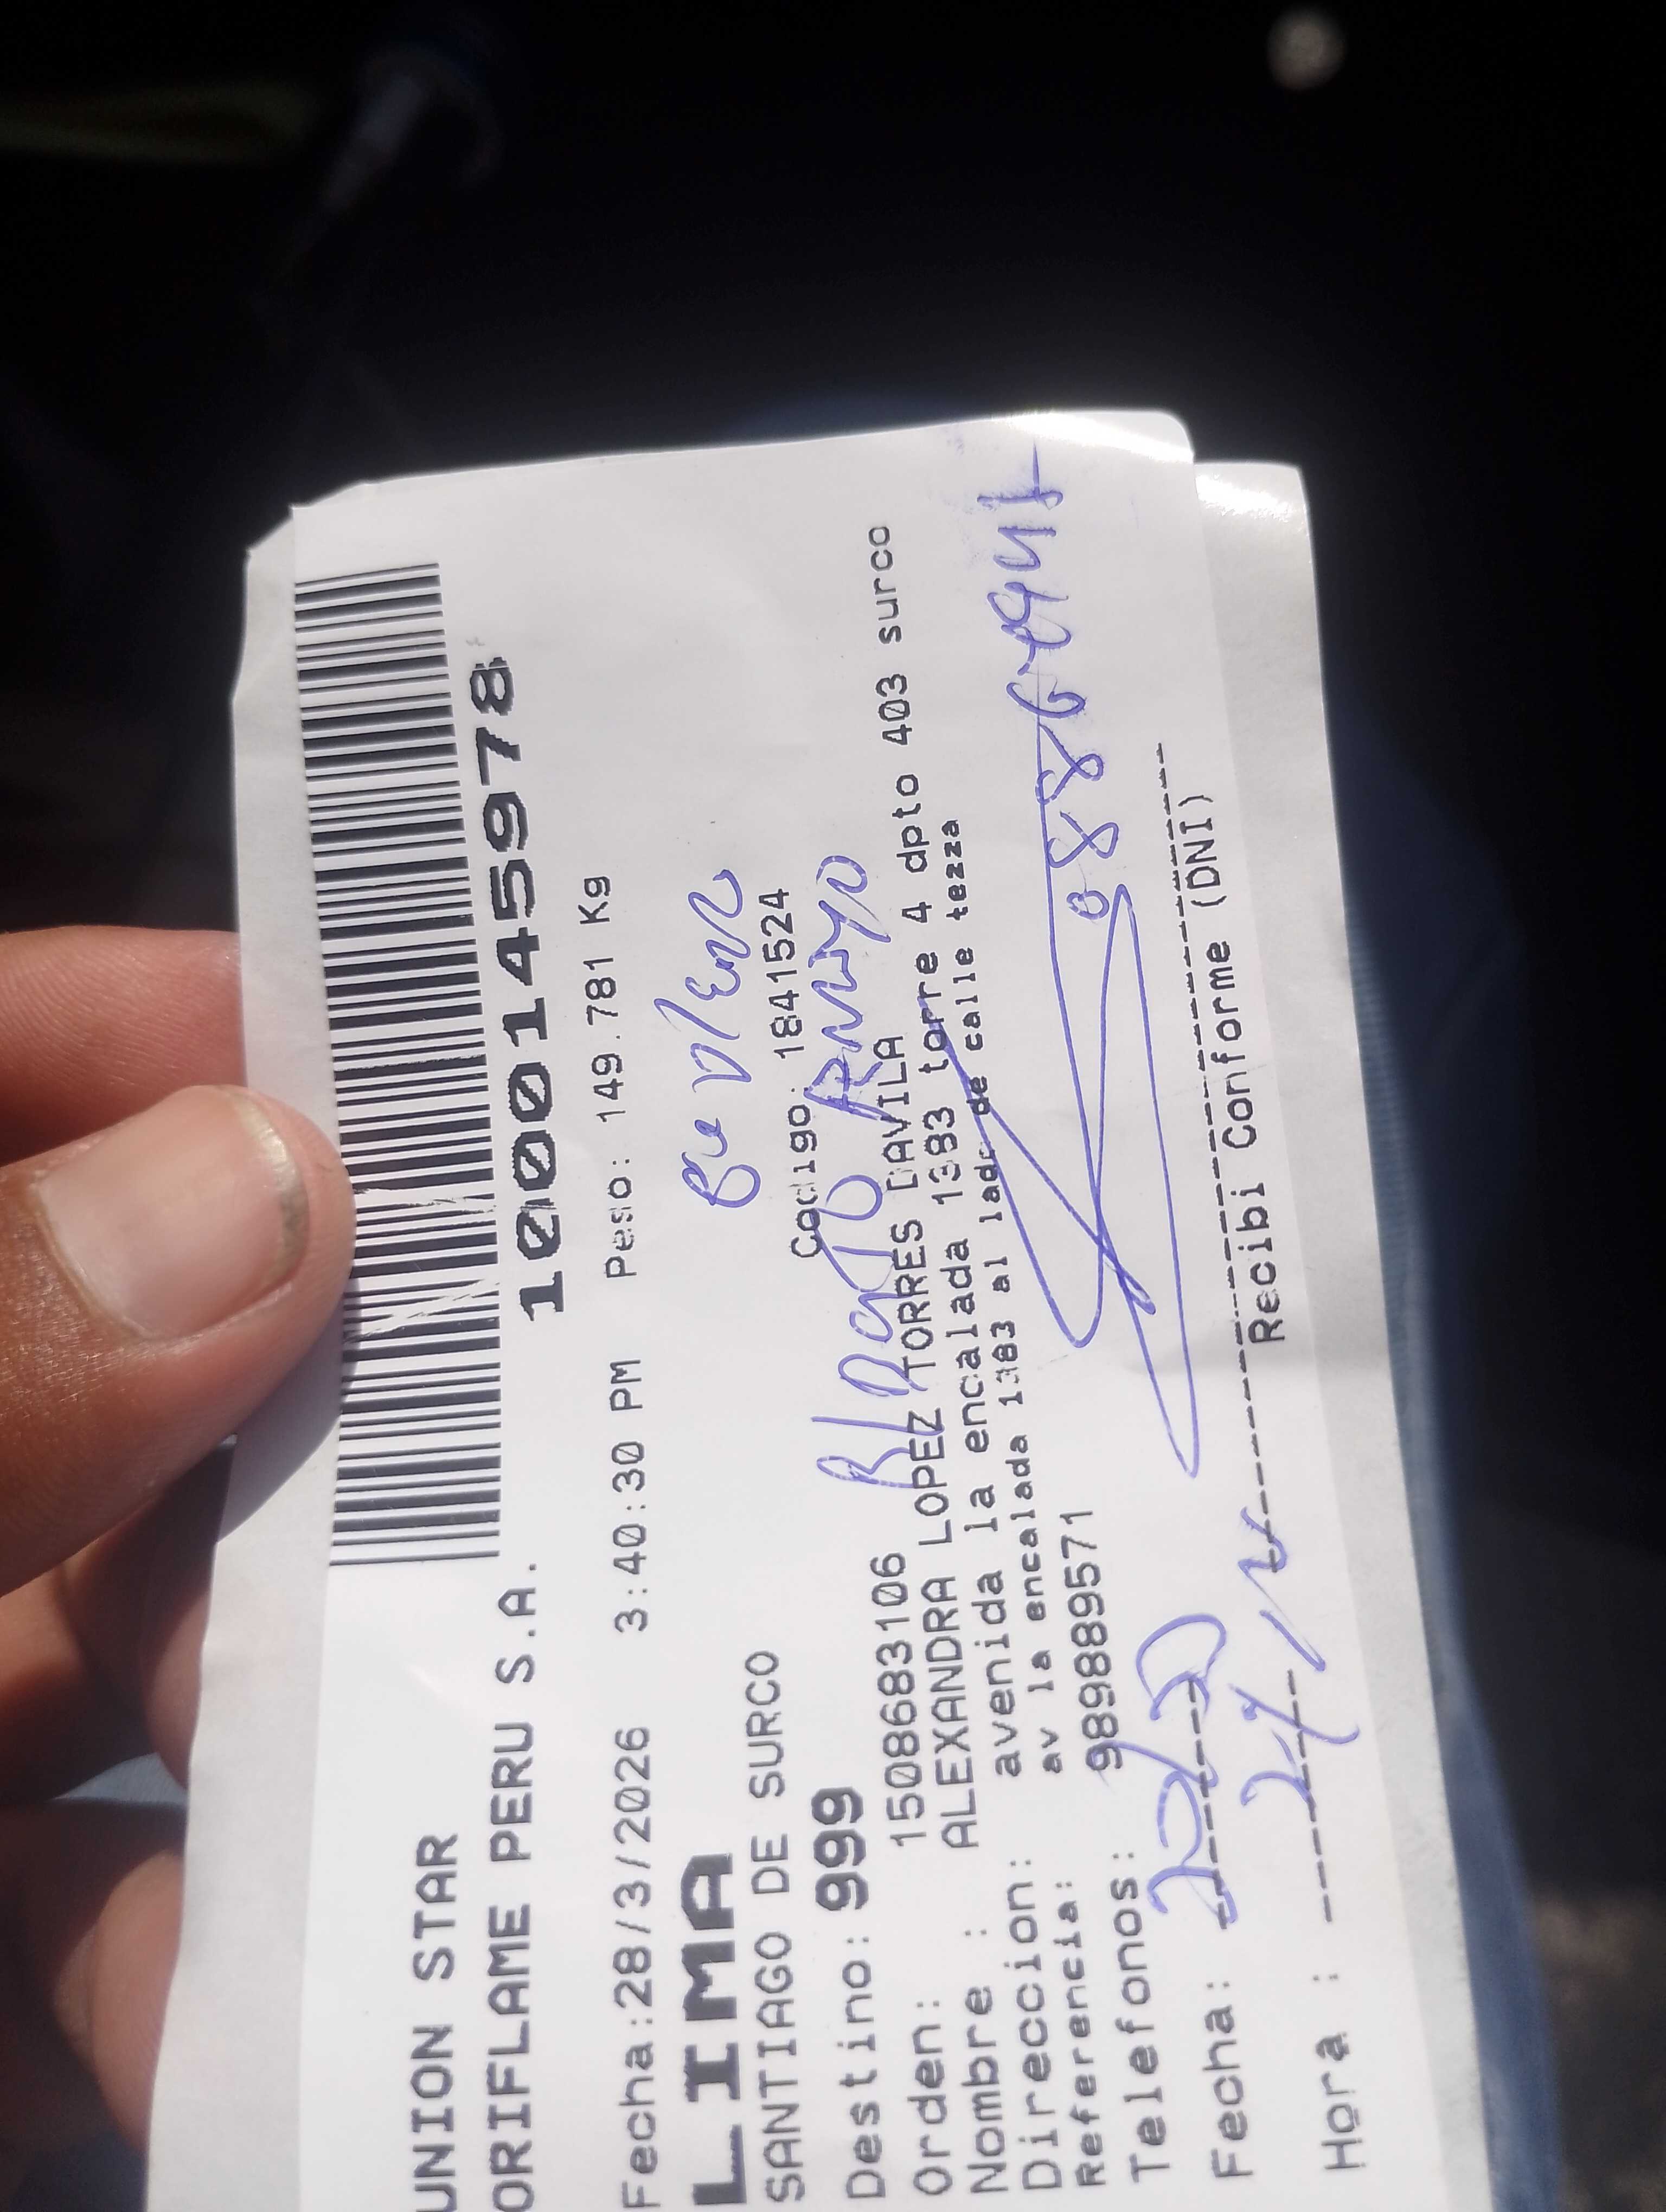 UNION STAR
ORIFLAME PERU S.A.
1000145978
Fecha:28/3/2026 3:40:30 PM Peso: 149.781 Kg
LIMA
SANTIAGO DE SURCO
Destino: 999 Codigo: 1841524
Orden: 1508683106
Nombre : ALEXANDRA LOPEZ TORRES DAVILA
Direccion: avenida la encalada 1383 torre 4 dpto 403 surco
Referencia: av la encalada 1383 al lado de calle tezza
Telefonos: 989889571
Fecha:
Hora :
Recibi Conforme (DNI)